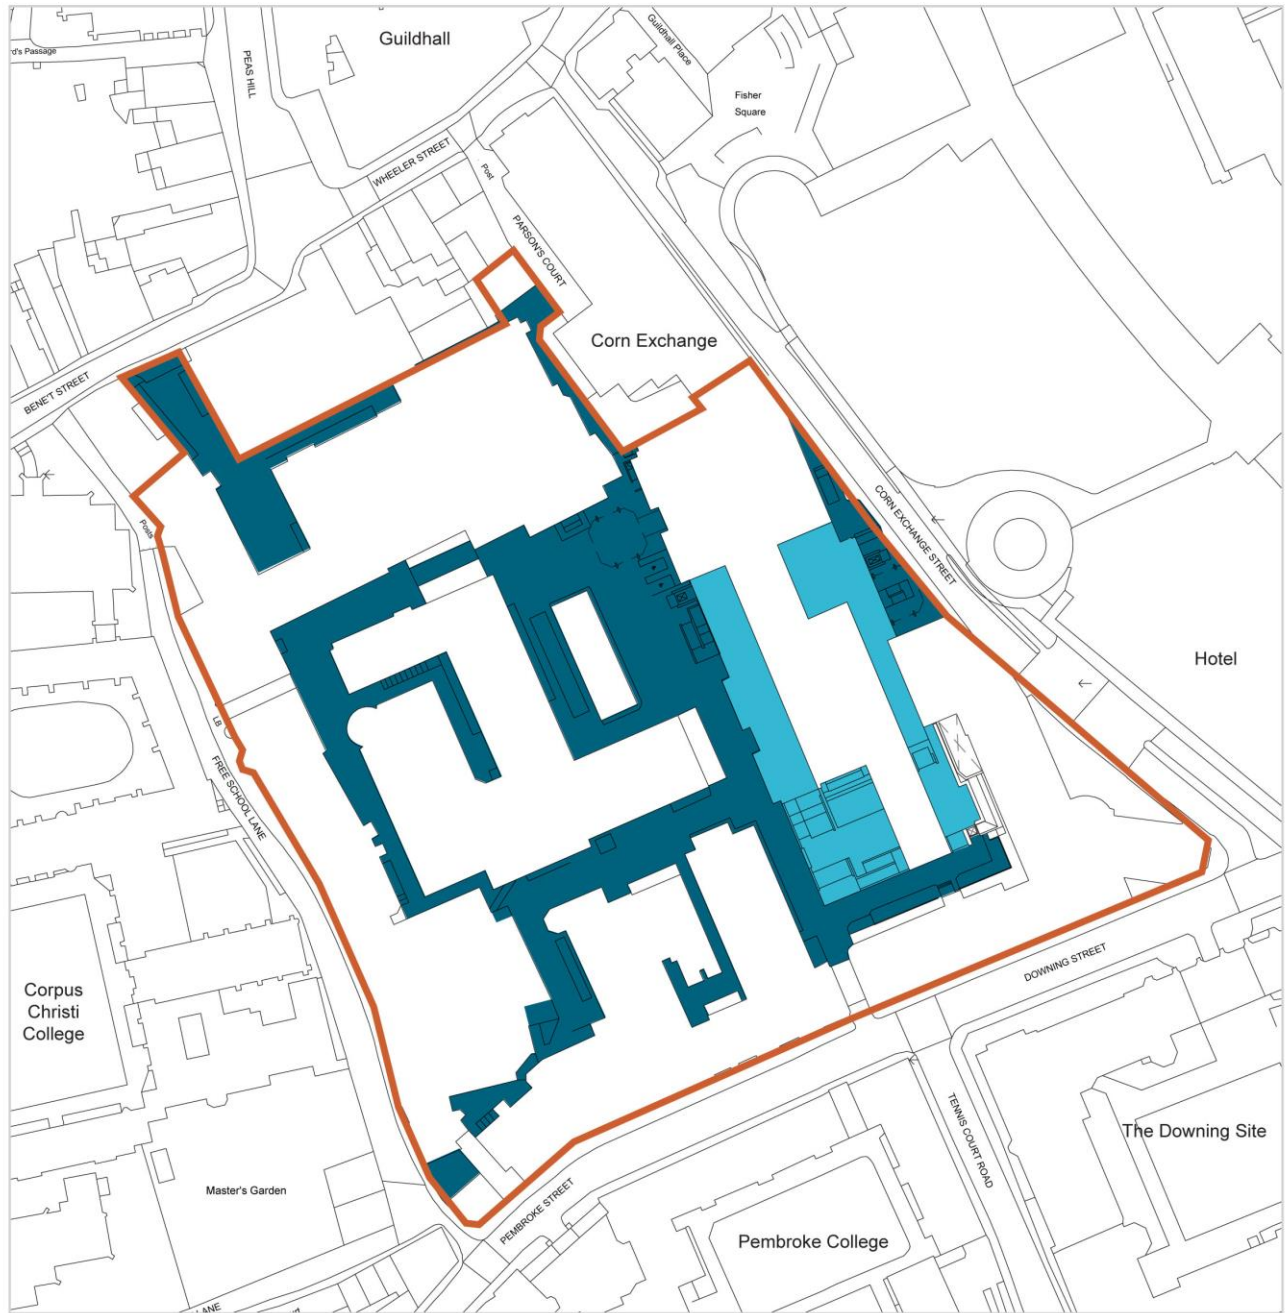 Guildhall
Guildhall Place
rd's Passage
PEAS HILL
Fisher
Square
WHEELER STREET
Post
PARSON'S COURT
Corn Exchange
BENE'T STREET
CORN EXCHANGE STREET
Posts
Hotel
LB
FREE SCHOOL LANE
DOWNING STREET
Corpus
Christi
College
TENNIS COURT ROAD
The Downing Site
Master's Garden
PEMBROKE STREET
Pembroke College
LANE